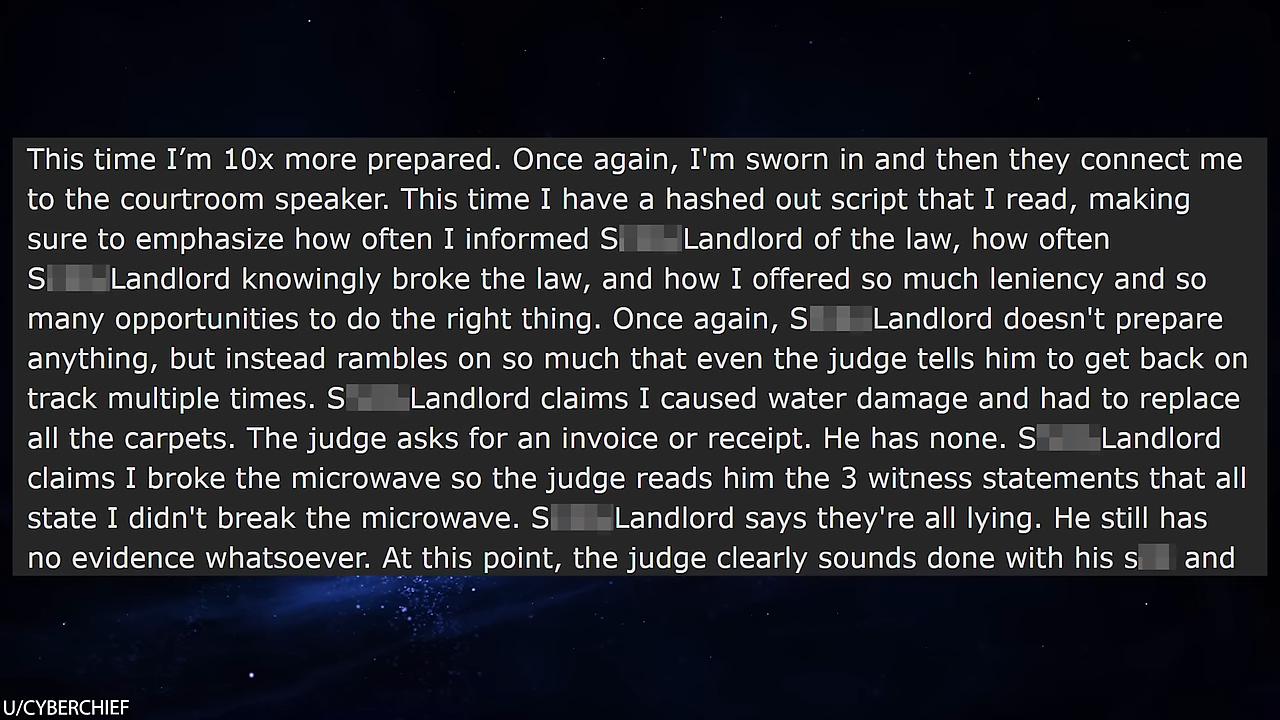 This time I’m 10x more prepared. Once again, I'm sworn in and then they connect me
to the courtroom speaker. This time I have a hashed out script that I read, making
sure to emphasize how often I informed S Landlord of the law, how often
S Landlord knowingly broke the law, and how I offered so much leniency and so
many opportunities to do the right thing. Once again, S Landlord doesn't prepare
anything, but instead rambles on so much that even the judge tells him to get back on
track multiple times. S Landlord claims I caused water damage and had to replace
all the carpets. The judge asks for an invoice or receipt. He has none. S Landlord
claims I broke the microwave so the judge reads him the 3 witness statements that all
state I didn't break the microwave. S Landlord says they're all lying. He still has
no evidence whatsoever. At this point, the judge clearly sounds done with his s and
U/CYBERCHIEF